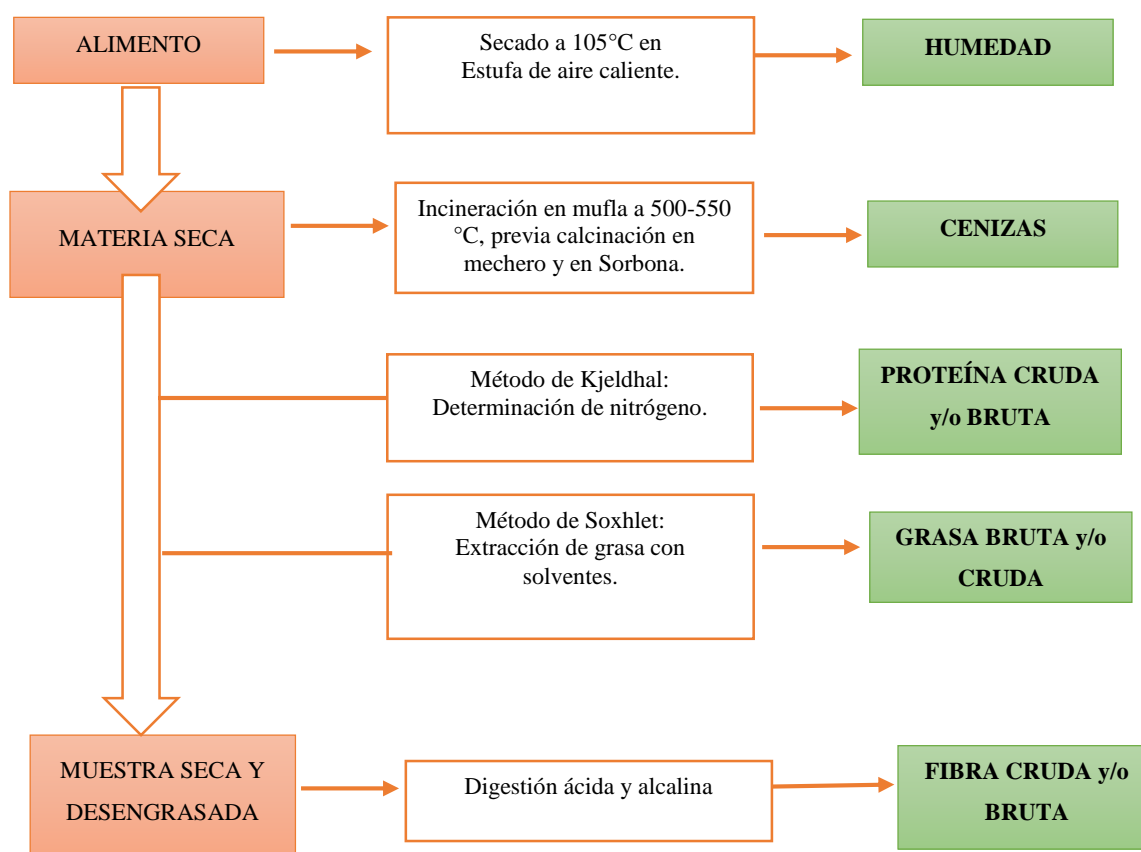 ALIMENTO
Secado a 105°C en
Estufa de aire caliente.
HUMEDAD
MATERIA SECA
Incineración en mufla a 500-550
°C, previa calcinación en
mechero y en Sorbona.
CENIZAS
Método de Kjeldhal:
Determinación de nitrógeno.
PROTEÍNA CRUDA
y/o BRUTA
Método de Soxhlet:
Extracción de grasa con
solventes.
GRASA BRUTA y/o
CRUDA
MUESTRA SECA Y
DESENGRASADA
Digestión ácida y alcalina
FIBRA CRUDA y/o
BRUTA